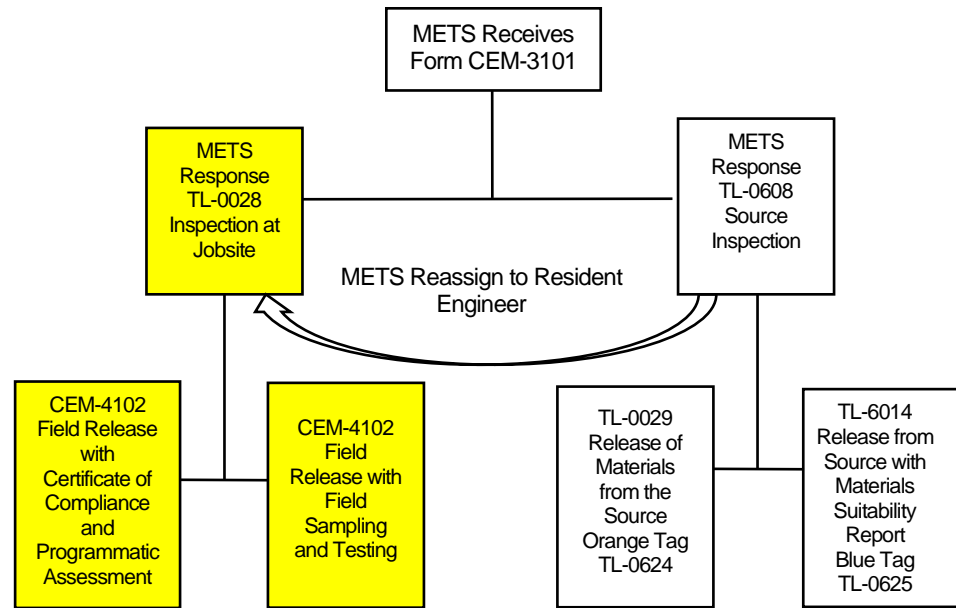 METS Receives
Form CEM-3101
METS
Response
TL-0028
Inspection at
Jobsite
METS
Response
TL-0608
Source
Inspection
METS Reassign to Resident
Engineer
CEM-4102
Field Release
with
Certificate of
Compliance
and
Programmatic
Assessment
CEM-4102
Field
Release with
Field
Sampling
and Testing
TL-0029
Release of
Materials
from the
Source
Orange Tag
TL-0624
TL-6014
Release from
Source with
Materials
Suitability
Report
Blue Tag
TL-0625